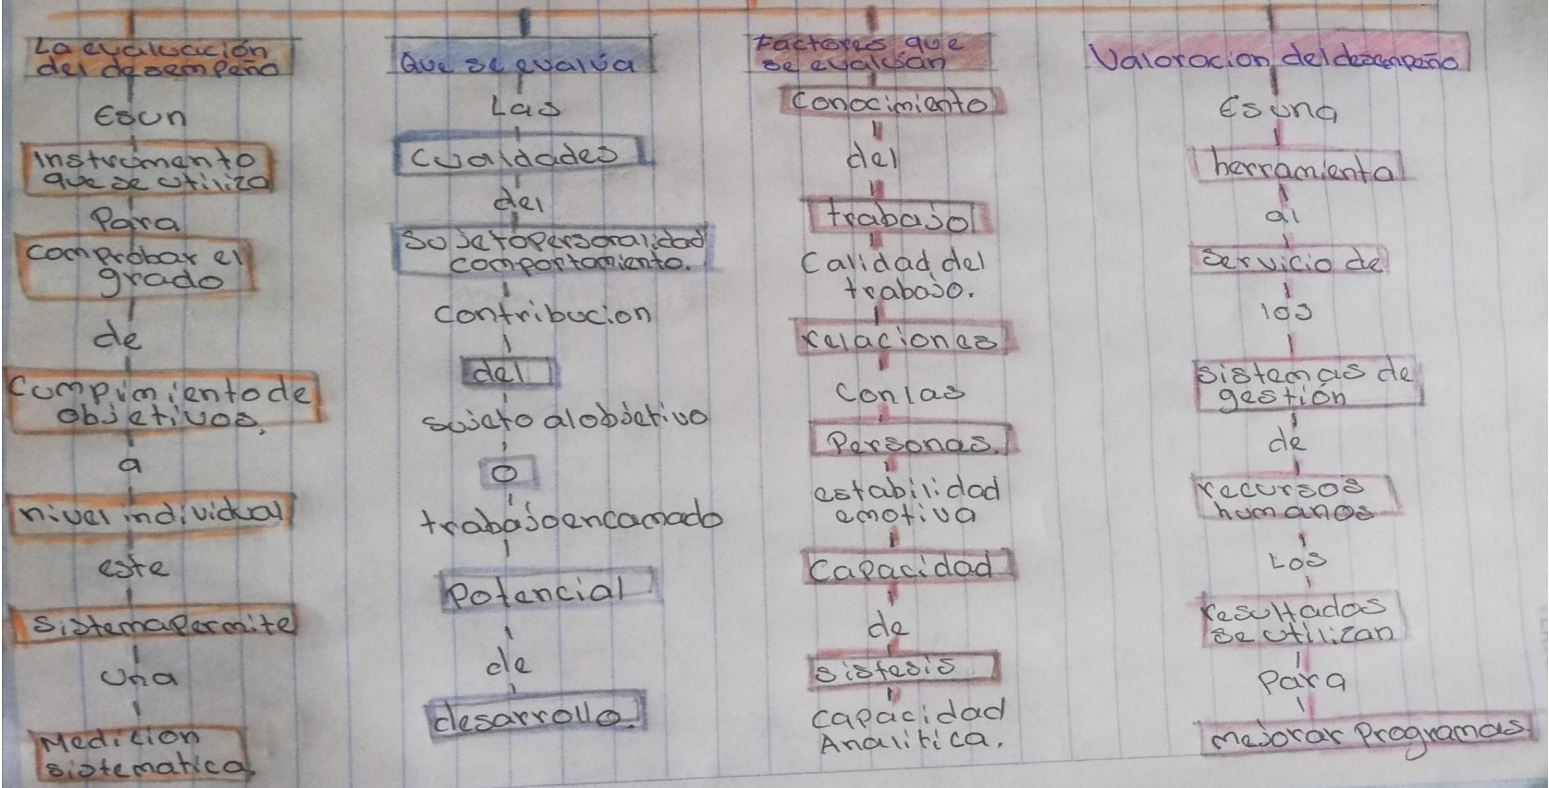 La evaluación
del desempeño
Es un
Instrumento
que se utiliza
Para
comprobar el
grado
de
Cumplimiento de
objetivos.
a
nivel individual
este
Sistema Permite
una
Medición
sistematica
Que se evalúa
Las
Cualdades
del
Sujeto personalidad
comportamiento.
Contribucion
del
sujeto al objetivo
o
trabajo encamado
Potencial
de
desarrollo.
Factores que
se evalúan
Conocimiento
del
trabajo
Calidad del
trabajo.
relaciones
Con las
Personas.
estabilidad
emotiva
Capacidad
de
sistesis
Capacidad
Analitica.
Valoracion del desempeño
Es una
herramienta
al
Servicio de
los
Sistemas de
gestión
de
recursos
humanos
Los
resultados
se utilizan
Para
mejorar Programas